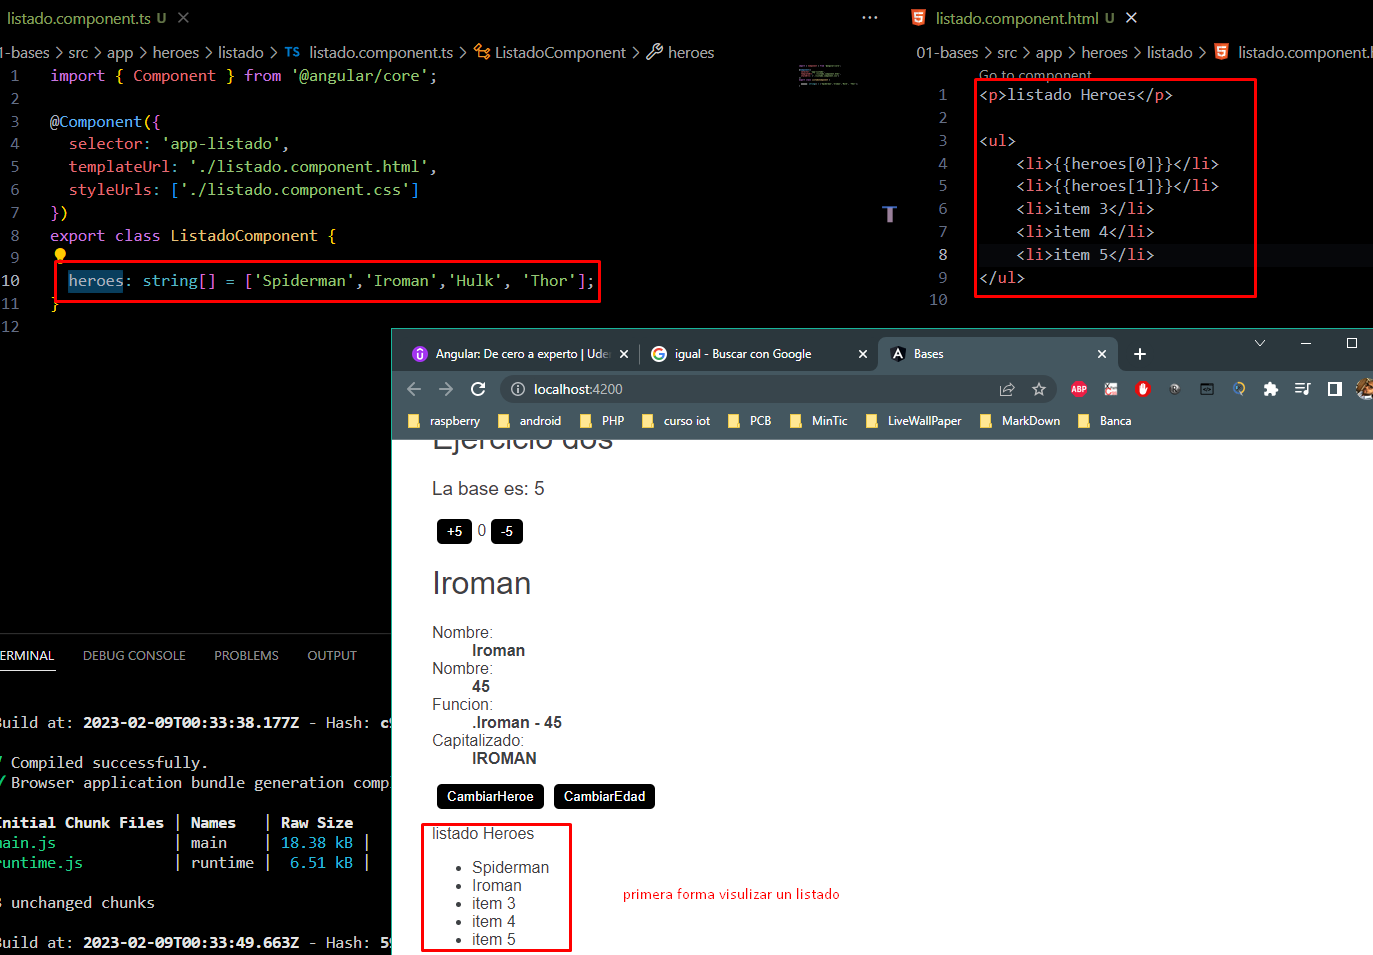 listado.component.ts U
1-bases > src > app > heroes > listado > TS listado.component.ts > ListadoComponent > heroes
1 import { Component } from '@angular/core';
2
3 @Component({
4 selector: 'app-listado',
5 templateUrl: './listado.component.html',
6 styleUrls: ['./listado.component.css']
7 })
8 export class ListadoComponent {
9
10 heroes: string[] = ['Spiderman','Iroman','Hulk', 'Thor'];
11 }
12
listado.component.html U
01-bases > src > app > heroes > listado > listado.component.
Go to component
1 <p>listado Heroes</p>
2
3 <ul>
4 <li>{{heroes[0]}}</li>
5 <li>{{heroes[1]}}</li>
6 <li>item 3</li>
7 <li>item 4</li>
8 <li>item 5</li>
9 </ul>
10
T
ERMINAL DEBUG CONSOLE PROBLEMS OUTPUT
Build at: 2023-02-09T00:33:38.177Z - Hash: c
√ Compiled successfully.
√ Browser application bundle generation comp
Initial Chunk Files | Names | Raw Size
main.js | main | 18.38 kB |
runtime.js | runtime | 6.51 kB |
3 unchanged chunks
Build at: 2023-02-09T00:33:49.663Z - Hash: 5
Angular: De cero a experto | Ude
igual - Buscar con Google
Bases
localhost:4200
ABP
raspberry android PHP curso iot PCB MinTic LiveWallPaper MarkDown Banca
Ejercicio dos
La base es: 5
+5 0 -5
Iroman
Nombre:
Iroman
Nombre:
45
Funcion:
.Iroman - 45
Capitalizado:
IROMAN
CambiarHeroe CambiarEdad
listado Heroes
Spiderman
Iroman
item 3
item 4
item 5
primera forma visulizar un listado